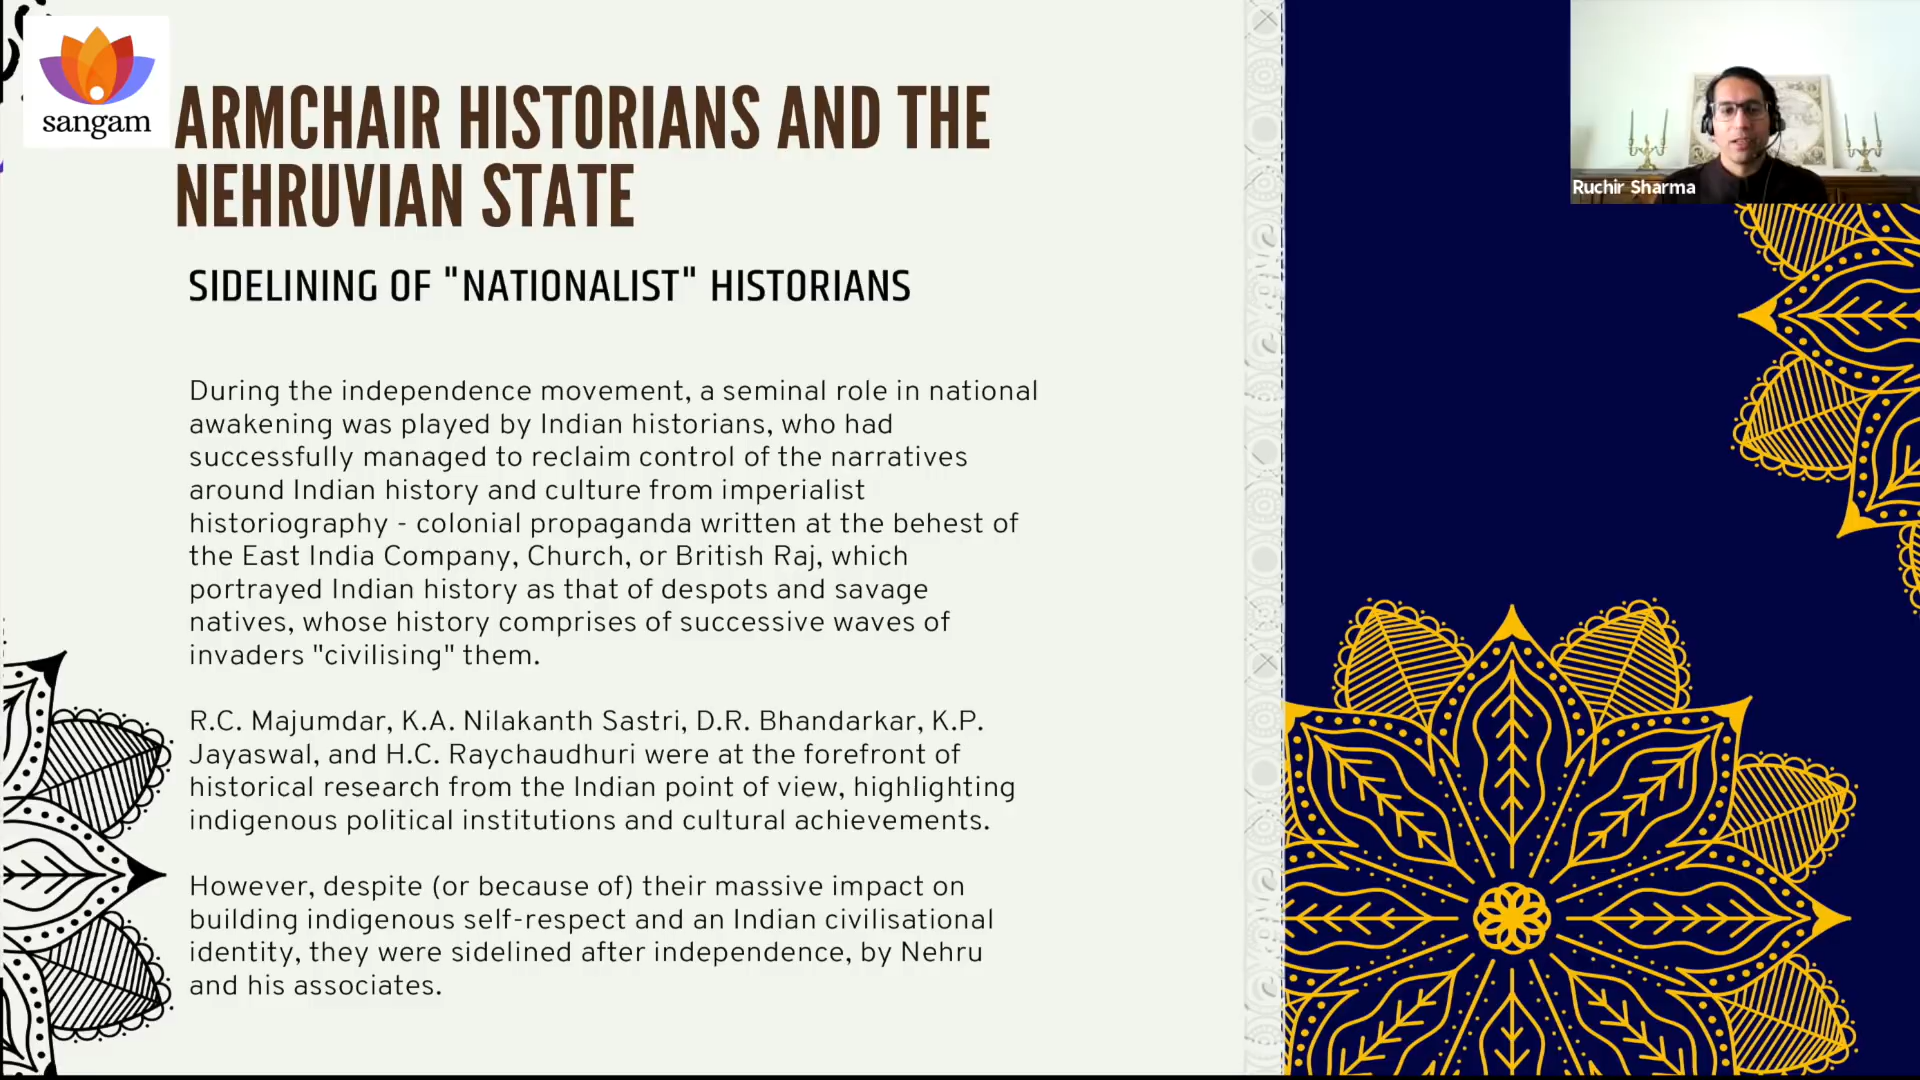 sangam
ARMCHAIR HISTORIANS AND THE
NEHRUVIAN STATE
SIDELINING OF "NATIONALIST" HISTORIANS
During the independence movement, a seminal role in national
awakening was played by Indian historians, who had
successfully managed to reclaim control of the narratives
around Indian history and culture from imperialist
historiography - colonial propaganda written at the behest of
the East India Company, Church, or British Raj, which
portrayed Indian history as that of despots and savage
natives, whose history comprises of successive waves of
invaders "civilising" them.
R.C. Majumdar, K.A. Nilakanth Sastri, D.R. Bhandarkar, K.P.
Jayaswal, and H.C. Raychaudhuri were at the forefront of
historical research from the Indian point of view, highlighting
indigenous political institutions and cultural achievements.
However, despite (or because of) their massive impact on
building indigenous self-respect and an Indian civilisational
identity, they were sidelined after independence, by Nehru
and his associates.
Ruchir Sharma